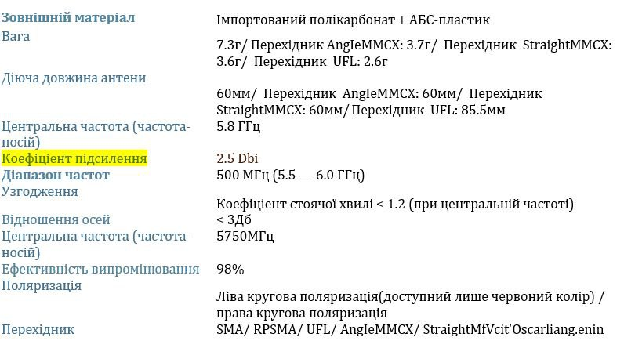 Зовнішній матеріал Імпортований полікарбонат + АБС-пластик
Вага
7.3г/ Перехідник AngIeMMCX: 3.7г/ Перехідник StraightMMCX:
3.6г/ Перехідник UFL: 2.6г
Діюча довжина антени
60мм/ Перехідник AngIeMMCX: 60мм/ Перехідник
StraightMMCX: 60мм/ Перехідник UFL: 85.5мм
Центральна частота (частота- 5.8 ГГц
носій)
Коефіцієнт підсилення 2.5 Dbi
Діапазон частот 500 МГц (5.5 6.0 ГГц)
Узгодження
Коефіцієнт стоячої хвилі < 1.2 (при центральній частоті)
Відношення осей < 3Дб
Центральна частота (частота 5750МГц
носій)
Ефективність випромінювання 98%
Поляризація
Ліва кругова поляризація(доступний лише червоний колір) /
права кругова поляризація
Перехідник SMA/ RPSMA/ UFL/ AngIeMMCX/ StraightMfVcit'Oscarliang.enin